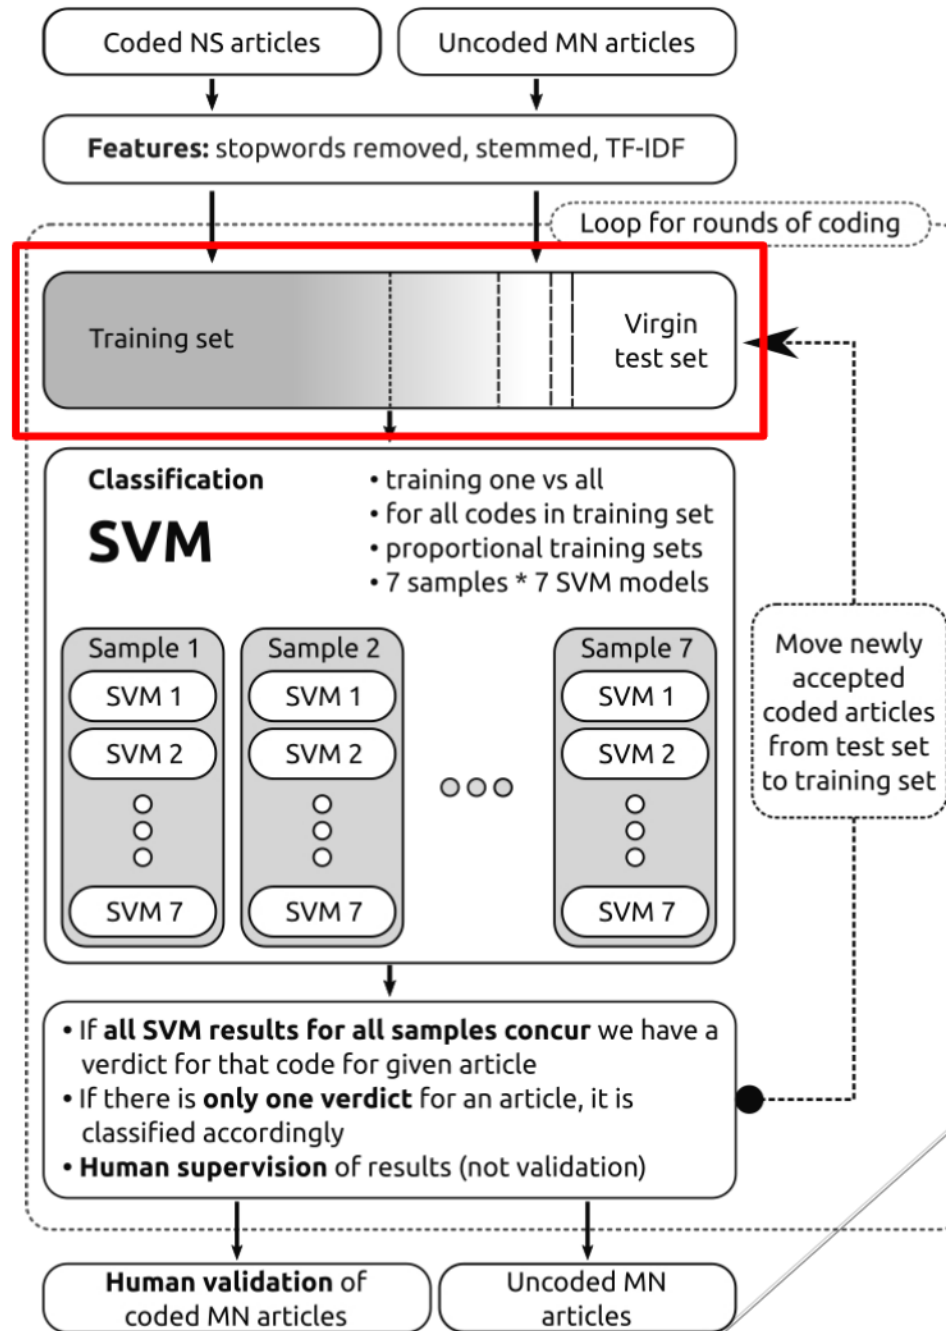 Coded NS articles
Uncoded MN articles
Features: stopwords removed, stemmed, TF-IDF
Loop for rounds of coding
Training set
Virgin
test set
Classification
SVM
• training one vs all
• for all codes in training set
• proportional training sets
• 7 samples * 7 SVM models
Sample 1
SVM 1
SVM 2
SVM 7
Sample 2
SVM 1
SVM 2
SVM 7
Sample 7
SVM 1
SVM 2
SVM 7
Move newly
accepted
coded articles
from test set
to training set
• If all SVM results for all samples concur we have a
verdict for that code for given article
• If there is only one verdict for an article, it is
classified accordingly
• Human supervision of results (not validation)
Human validation of
coded MN articles
Uncoded MN
articles